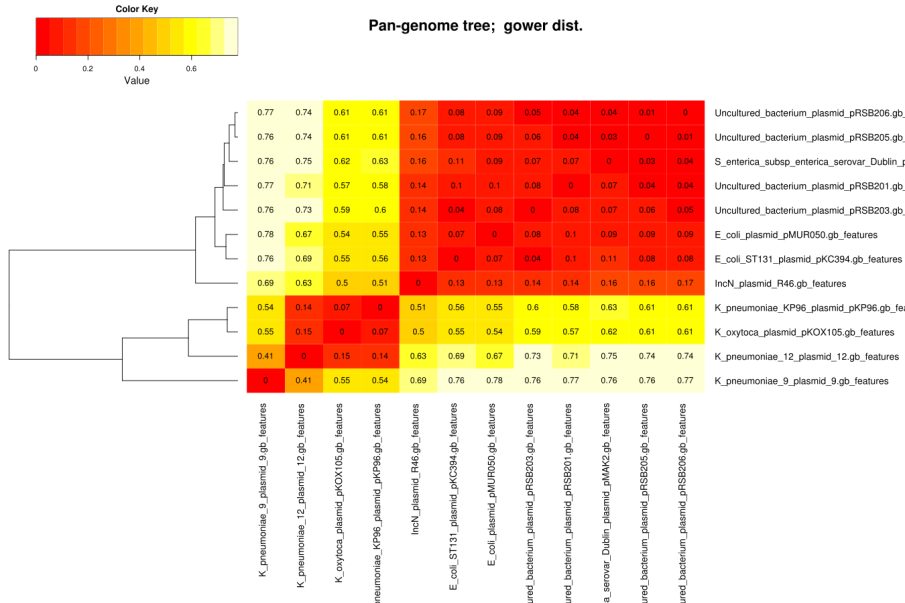 Color Key
Pan-genome tree;  gower dist.
0 0.2 0.4 0.6
Value
0.77 0.74 0.61 0.61 0.17 0.08 0.09 0.05 0.04 0.04 0.01 0 Uncultured_bacterium_plasmid_pRSB206.gb_
0.76 0.74 0.61 0.61 0.16 0.08 0.09 0.06 0.04 0.03 0 0.01 Uncultured_bacterium_plasmid_pRSB205.gb_
0.76 0.75 0.62 0.63 0.16 0.11 0.09 0.07 0.07 0 0.03 0.04 S_enterica_subsp_enterica_serovar_Dublin_p
0.77 0.71 0.57 0.58 0.14 0.1 0.1 0.08 0 0.07 0.04 0.04 Uncultured_bacterium_plasmid_pRSB201.gb_
0.76 0.73 0.59 0.6 0.14 0.04 0.08 0 0.08 0.07 0.06 0.05 Uncultured_bacterium_plasmid_pRSB203.gb_
0.78 0.67 0.54 0.55 0.13 0.07 0 0.08 0.1 0.09 0.09 0.09 E_coli_plasmid_pMUR050.gb_features
0.76 0.69 0.55 0.56 0.13 0 0.07 0.04 0.1 0.11 0.08 0.08 E_coli_ST131_plasmid_pKC394.gb_features
0.69 0.63 0.5 0.51 0 0.13 0.13 0.14 0.14 0.16 0.16 0.17 IncN_plasmid_R46.gb_features
0.54 0.14 0.07 0 0.51 0.56 0.55 0.6 0.58 0.63 0.61 0.61 K_pneumoniae_KP96_plasmid_pKP96.gb_fea
0.55 0.15 0 0.07 0.5 0.55 0.54 0.59 0.57 0.62 0.61 0.61 K_oxytoca_plasmid_pKOX105.gb_features
0.41 0 0.15 0.14 0.63 0.69 0.67 0.73 0.71 0.75 0.74 0.74 K_pneumoniae_12_plasmid_12.gb_features
0 0.41 0.55 0.54 0.69 0.76 0.78 0.76 0.77 0.76 0.76 0.77 K_pneumoniae_9_plasmid_9.gb_features
K_pneumoniae_9_plasmid_9.gb_features
K_pneumoniae_12_plasmid_12.gb_features
K_oxytoca_plasmid_pKOX105.gb_features
neumoniae_KP96_plasmid_pKP96.gb_features
IncN_plasmid_R46.gb_features
E_coli_ST131_plasmid_pKC394.gb_features
E_coli_plasmid_pMUR050.gb_features
ured_bacterium_plasmid_pRSB203.gb_features
ured_bacterium_plasmid_pRSB201.gb_features
a_serovar_Dublin_plasmid_pMAK2.gb_features
ured_bacterium_plasmid_pRSB205.gb_features
ured_bacterium_plasmid_pRSB206.gb_features